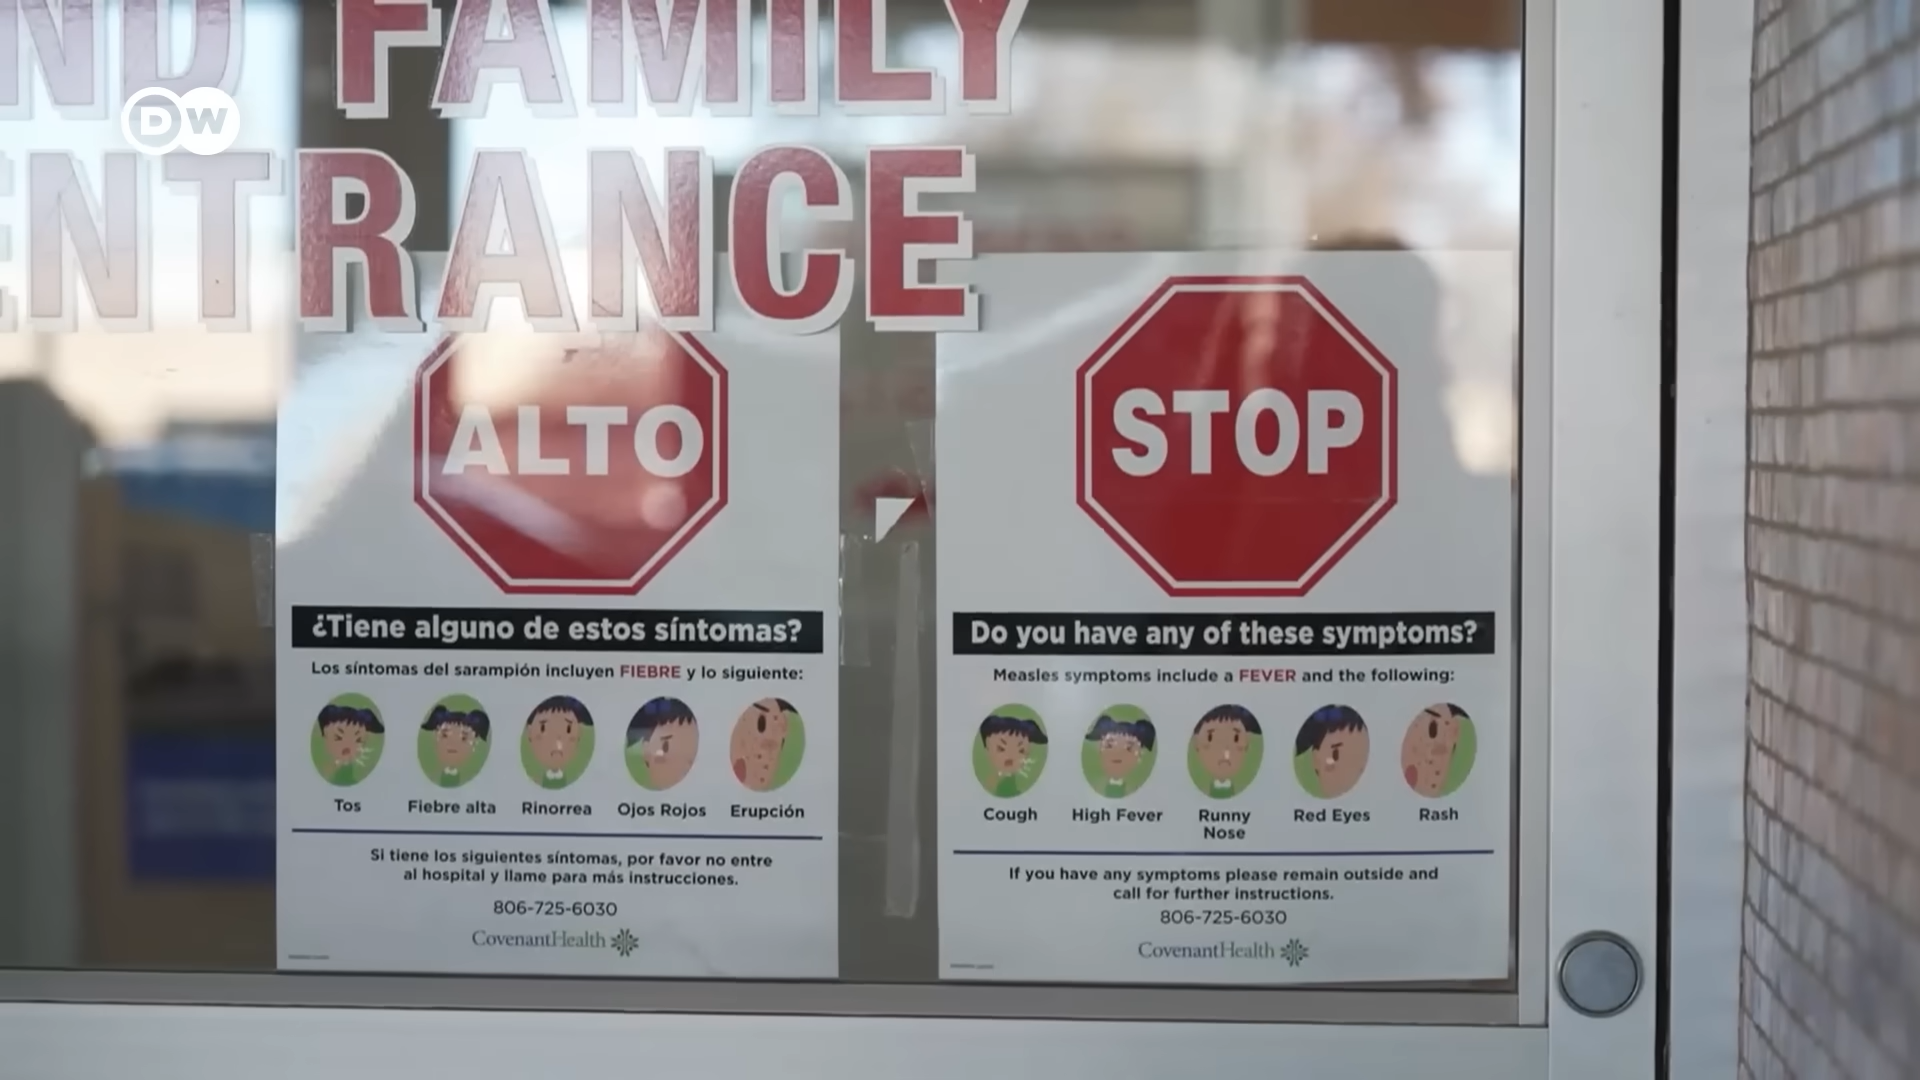 ND FAMILY
DW
ENTRANCE
ALTO
¿Tiene alguno de estos síntomas?
Los síntomas del sarampión incluyen FIEBRE y lo siguiente:
Tos
Fiebre alta
Rinorrea
Ojos Rojos
Erupción
Si tiene los siguientes síntomas, por favor no entre
al hospital y llame para más instrucciones.
806-725-6030
CovenantHealth
STOP
Do you have any of these symptoms?
Measles symptoms include a FEVER and the following:
Cough
High Fever
Runny
Nose
Red Eyes
Rash
If you have any symptoms please remain outside and
call for further instructions.
806-725-6030
CovenantHealth